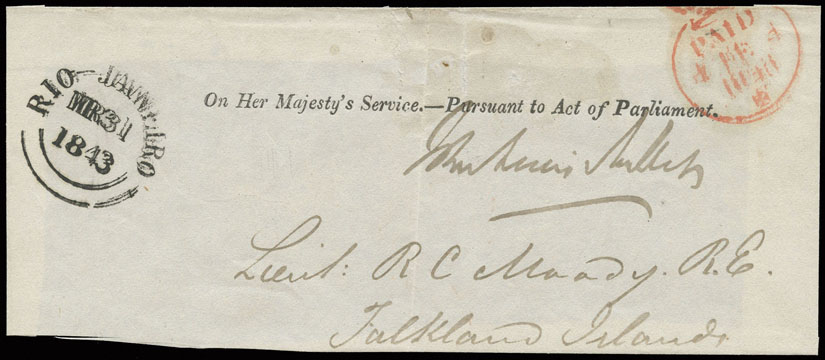 PAID
4 FE 4
1843
RIO JANEIRO
MR 31
1843
On Her Majesty's Service.—Pursuant to Act of Parliament.
Lieut: R C Moody. R.E.
Falkland Islands